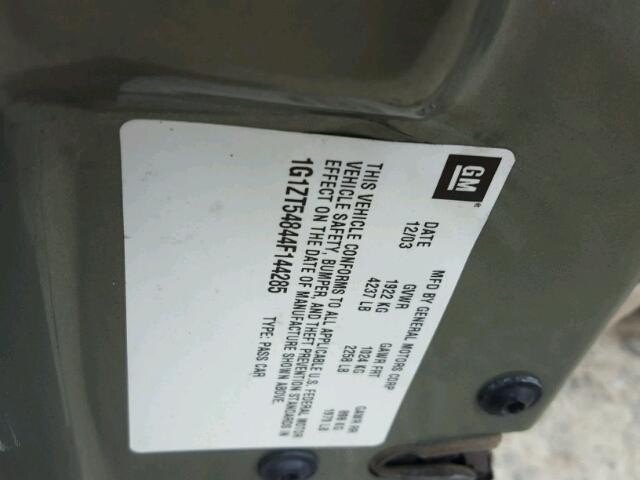 GM
MFD BY GENERAL MOTORS CORP
DATE GVWR GAWR FRT GAWR RR
12/03 1922 KG 1024 KG 898 KG
4237 LB 2258 LB 1979 LB
THIS VEHICLE CONFORMS TO ALL APPLICABLE U.S. FEDERAL MOTOR
VEHICLE SAFETY, BUMPER, AND THEFT PREVENTION STANDARDS IN
EFFECT ON THE DATE OF MANUFACTURE SHOWN ABOVE.
1G1ZT54844F144285 TYPE: PASS CAR